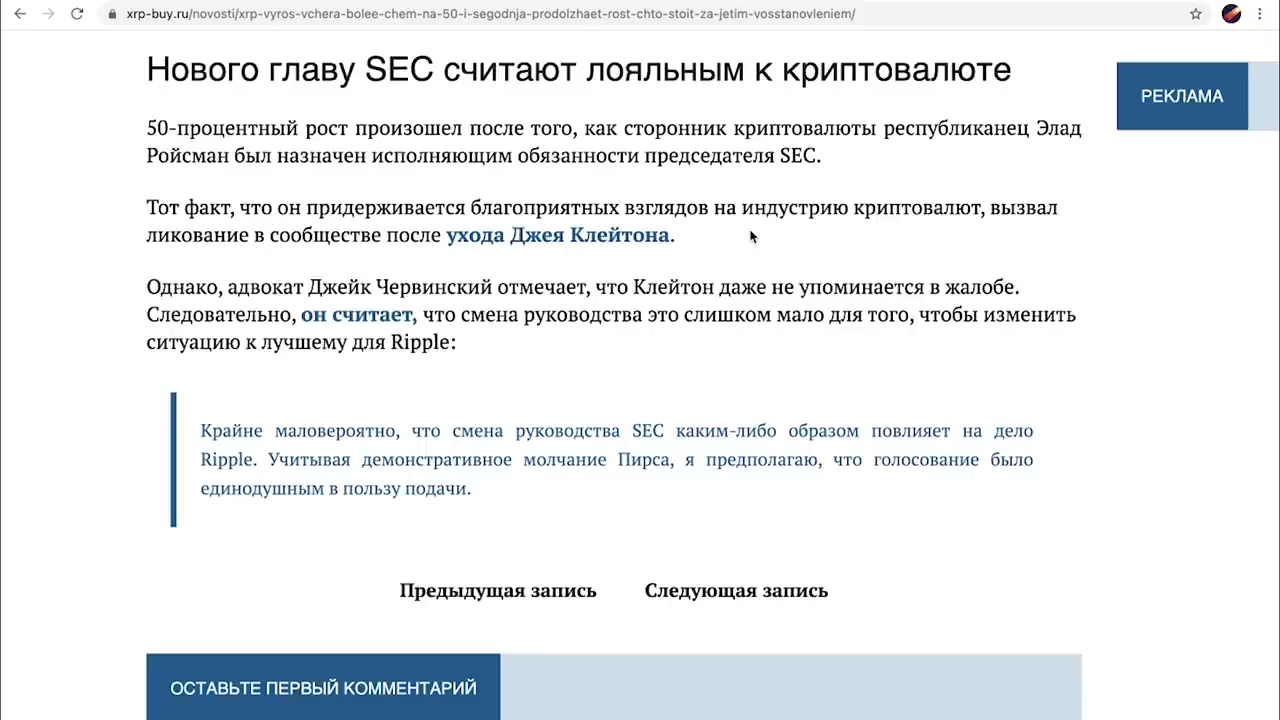 xrp-buy.ru/novosti/xrp-vyros-vchera-bolee-chem-na-50-i-segodnja-prodolzhaet-rost-chto-stoit-za-jetim-vosstanovleniem/
Нового главу SEC считают лояльным к криптовалюте
РЕКЛАМА
50-процентный рост произошел после того, как сторонник криптовалюты республиканец Элад
Ройсман был назначен исполняющим обязанности председателя SEC.
Тот факт, что он придерживается благоприятных взглядов на индустрию криптовалют, вызвал
ликование в сообществе после ухода Джея Клейтона.
Однако, адвокат Джейк Червинский отмечает, что Клейтон даже не упоминается в жалобе.
Следовательно, он считает, что смена руководства это слишком мало для того, чтобы изменить
ситуацию к лучшему для Ripple:
Крайне маловероятно, что смена руководства SEC каким-либо образом повлияет на дело
Ripple. Учитывая демонстративное молчание Пирса, я предполагаю, что голосование было
единодушным в пользу подачи.
Предыдущая запись Следующая запись
ОСТАВЬТЕ ПЕРВЫЙ КОММЕНТАРИЙ